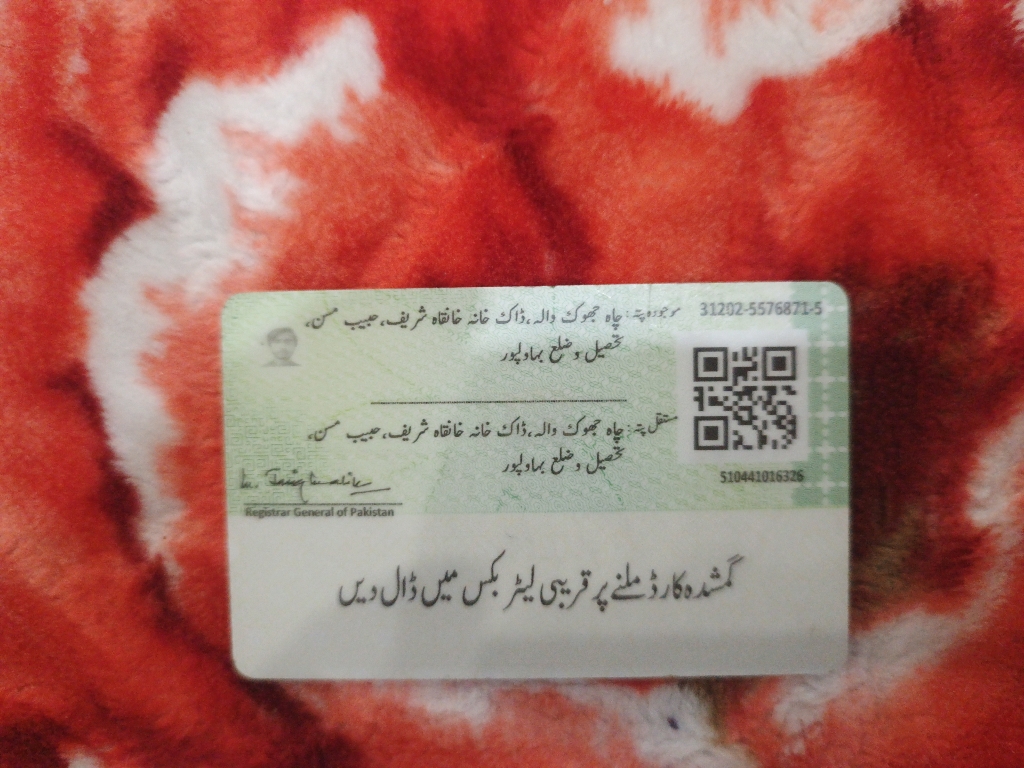 31202-5576871-5
موجودہ پتہ: چاہ جھوک والہ، ڈاک خانہ خانقاہ شریف، حبیب مسن،
تحصیل و ضلع بہاولپور
مستقل پتہ: چاہ جھوک والہ، ڈاک خانہ خانقاہ شریف، حبیب مسن،
تحصیل و ضلع بہاولپور
510441016326
Registrar General of Pakistan
گمشدہ کارڈ ملنے پر قریبی لیٹر بکس میں ڈال دیں